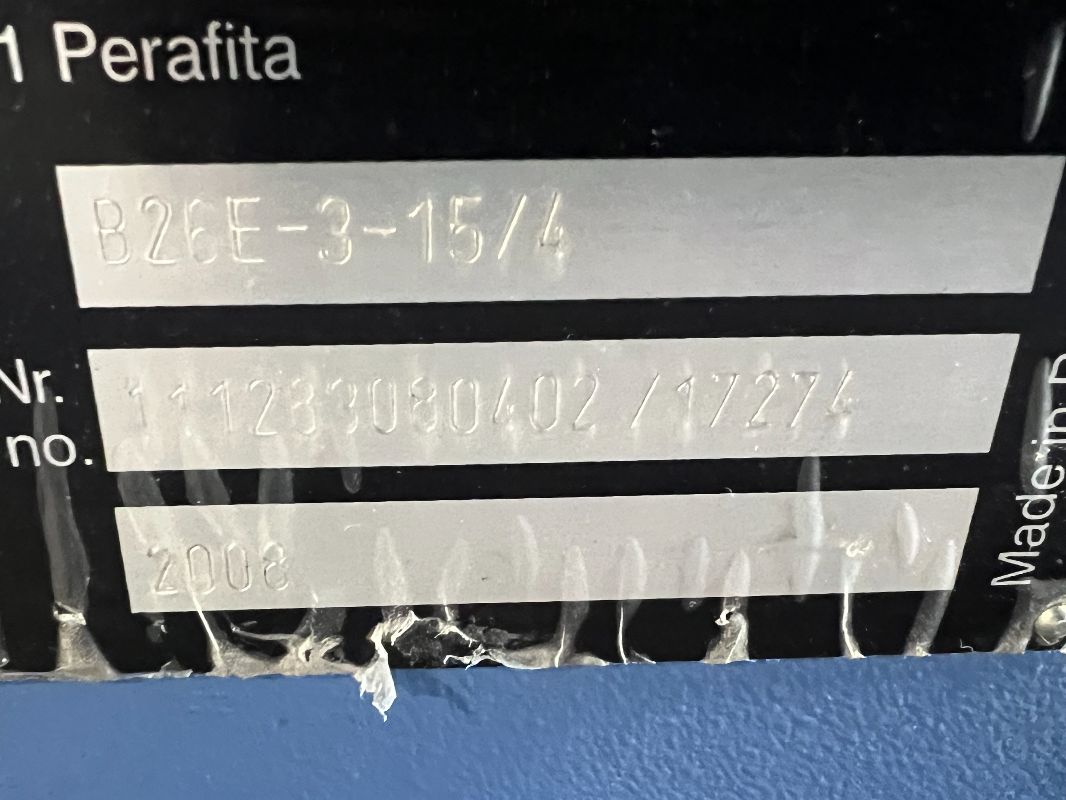 1 Perafita
B26E-3-15/4
Nr. 111283080402 /17274
no.
2008
Made in P